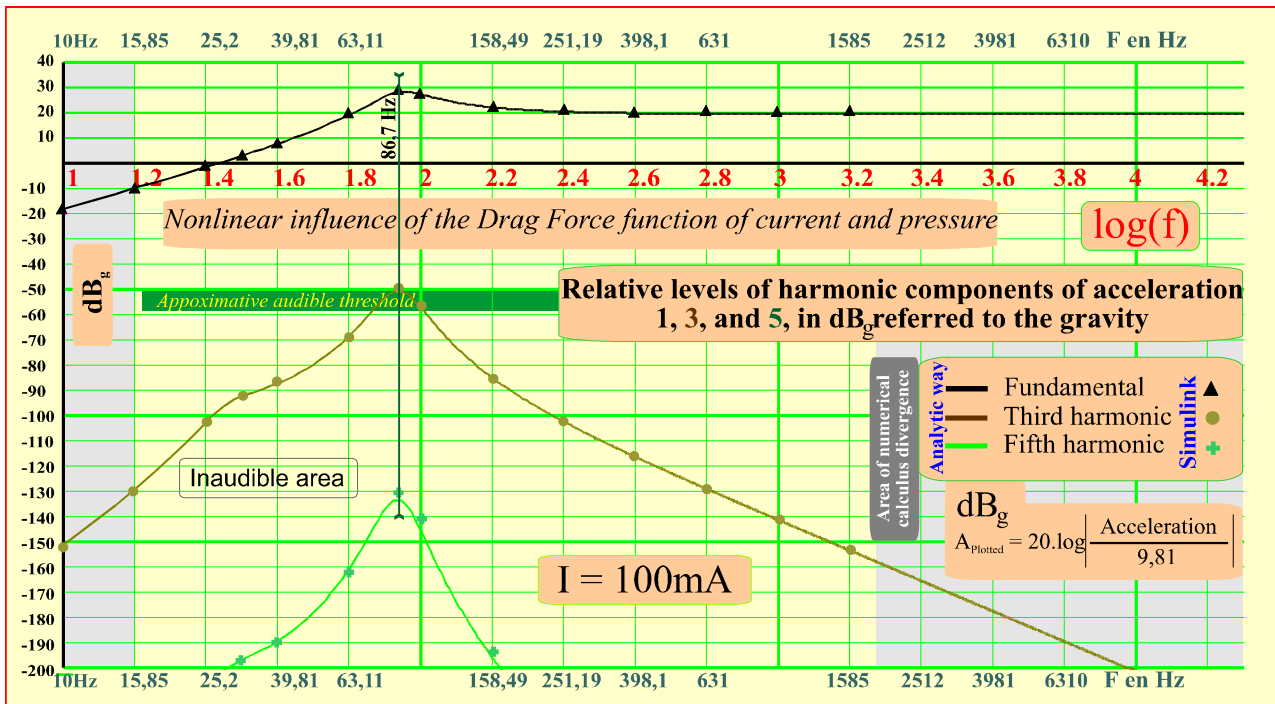 10Hz 15,85 25,2 39,81 63,11 158,49 251,19 398,1 631 1585 2512 3981 6310 F en Hz
40
30
20
10
86,7 Hz
1 1.2 1.4 1.6 1.8 2 2.2 2.4 2.6 2.8 3 3.2 3.4 3.6 3.8 4 4.2
-10
-20
-30
-40
-50
-60
-70
-80
-90
-100
-110
-120
-130
-140
-150
-160
-170
-180
-190
-200
Nonlinear influence of the Drag Force function of current and pressure
log(f)
dBg
Appoximative audible threshold
Relative levels of harmonic components of acceleration
1, 3, and 5, in dBg referred to the gravity
Area of numerical
calculus divergence
Analytic way
Fundamental
Third harmonic
Fifth harmonic
Simulink
Inaudible area
dBg
APlotted = 20.log|Acceleration
9,81|
I = 100mA
10Hz 15,85 25,2 39,81 63,11 158,49 251,19 398,1 631 1585 2512 3981 6310 F en Hz